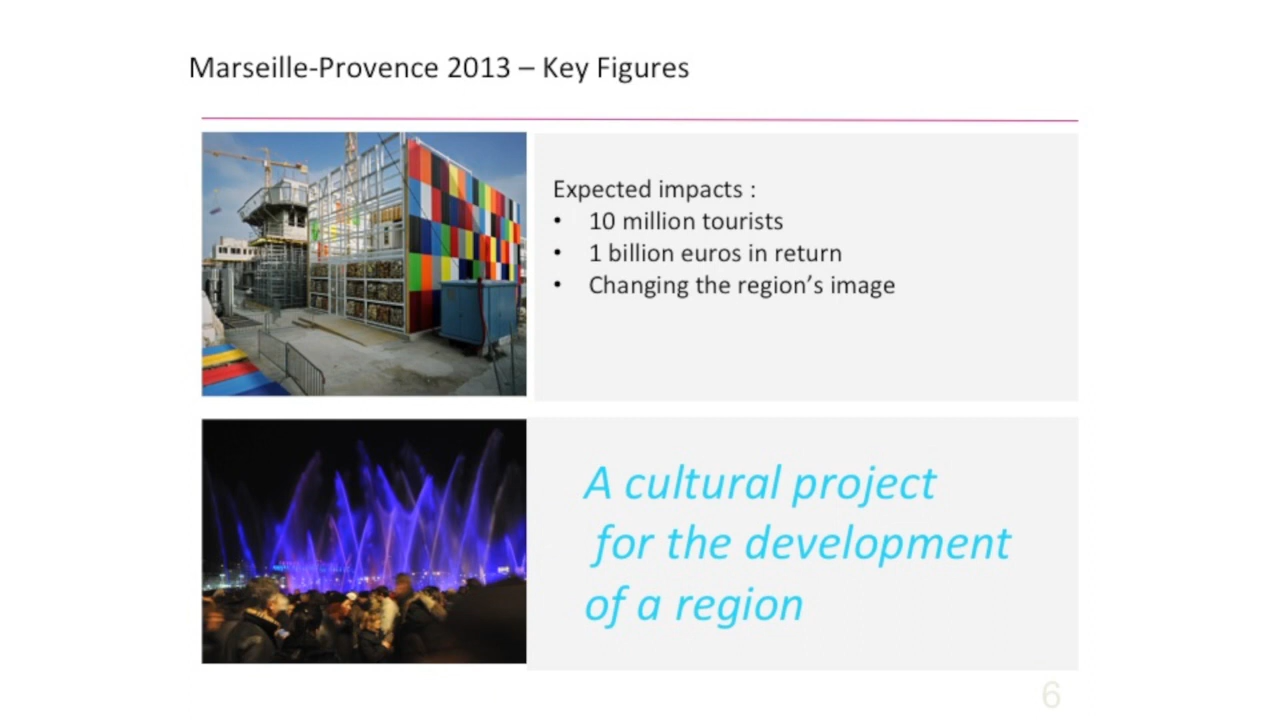 Marseille-Provence 2013 – Key Figures
Expected impacts :
• 10 million tourists
• 1 billion euros in return
• Changing the region’s image
A cultural project
for the development
of a region
6